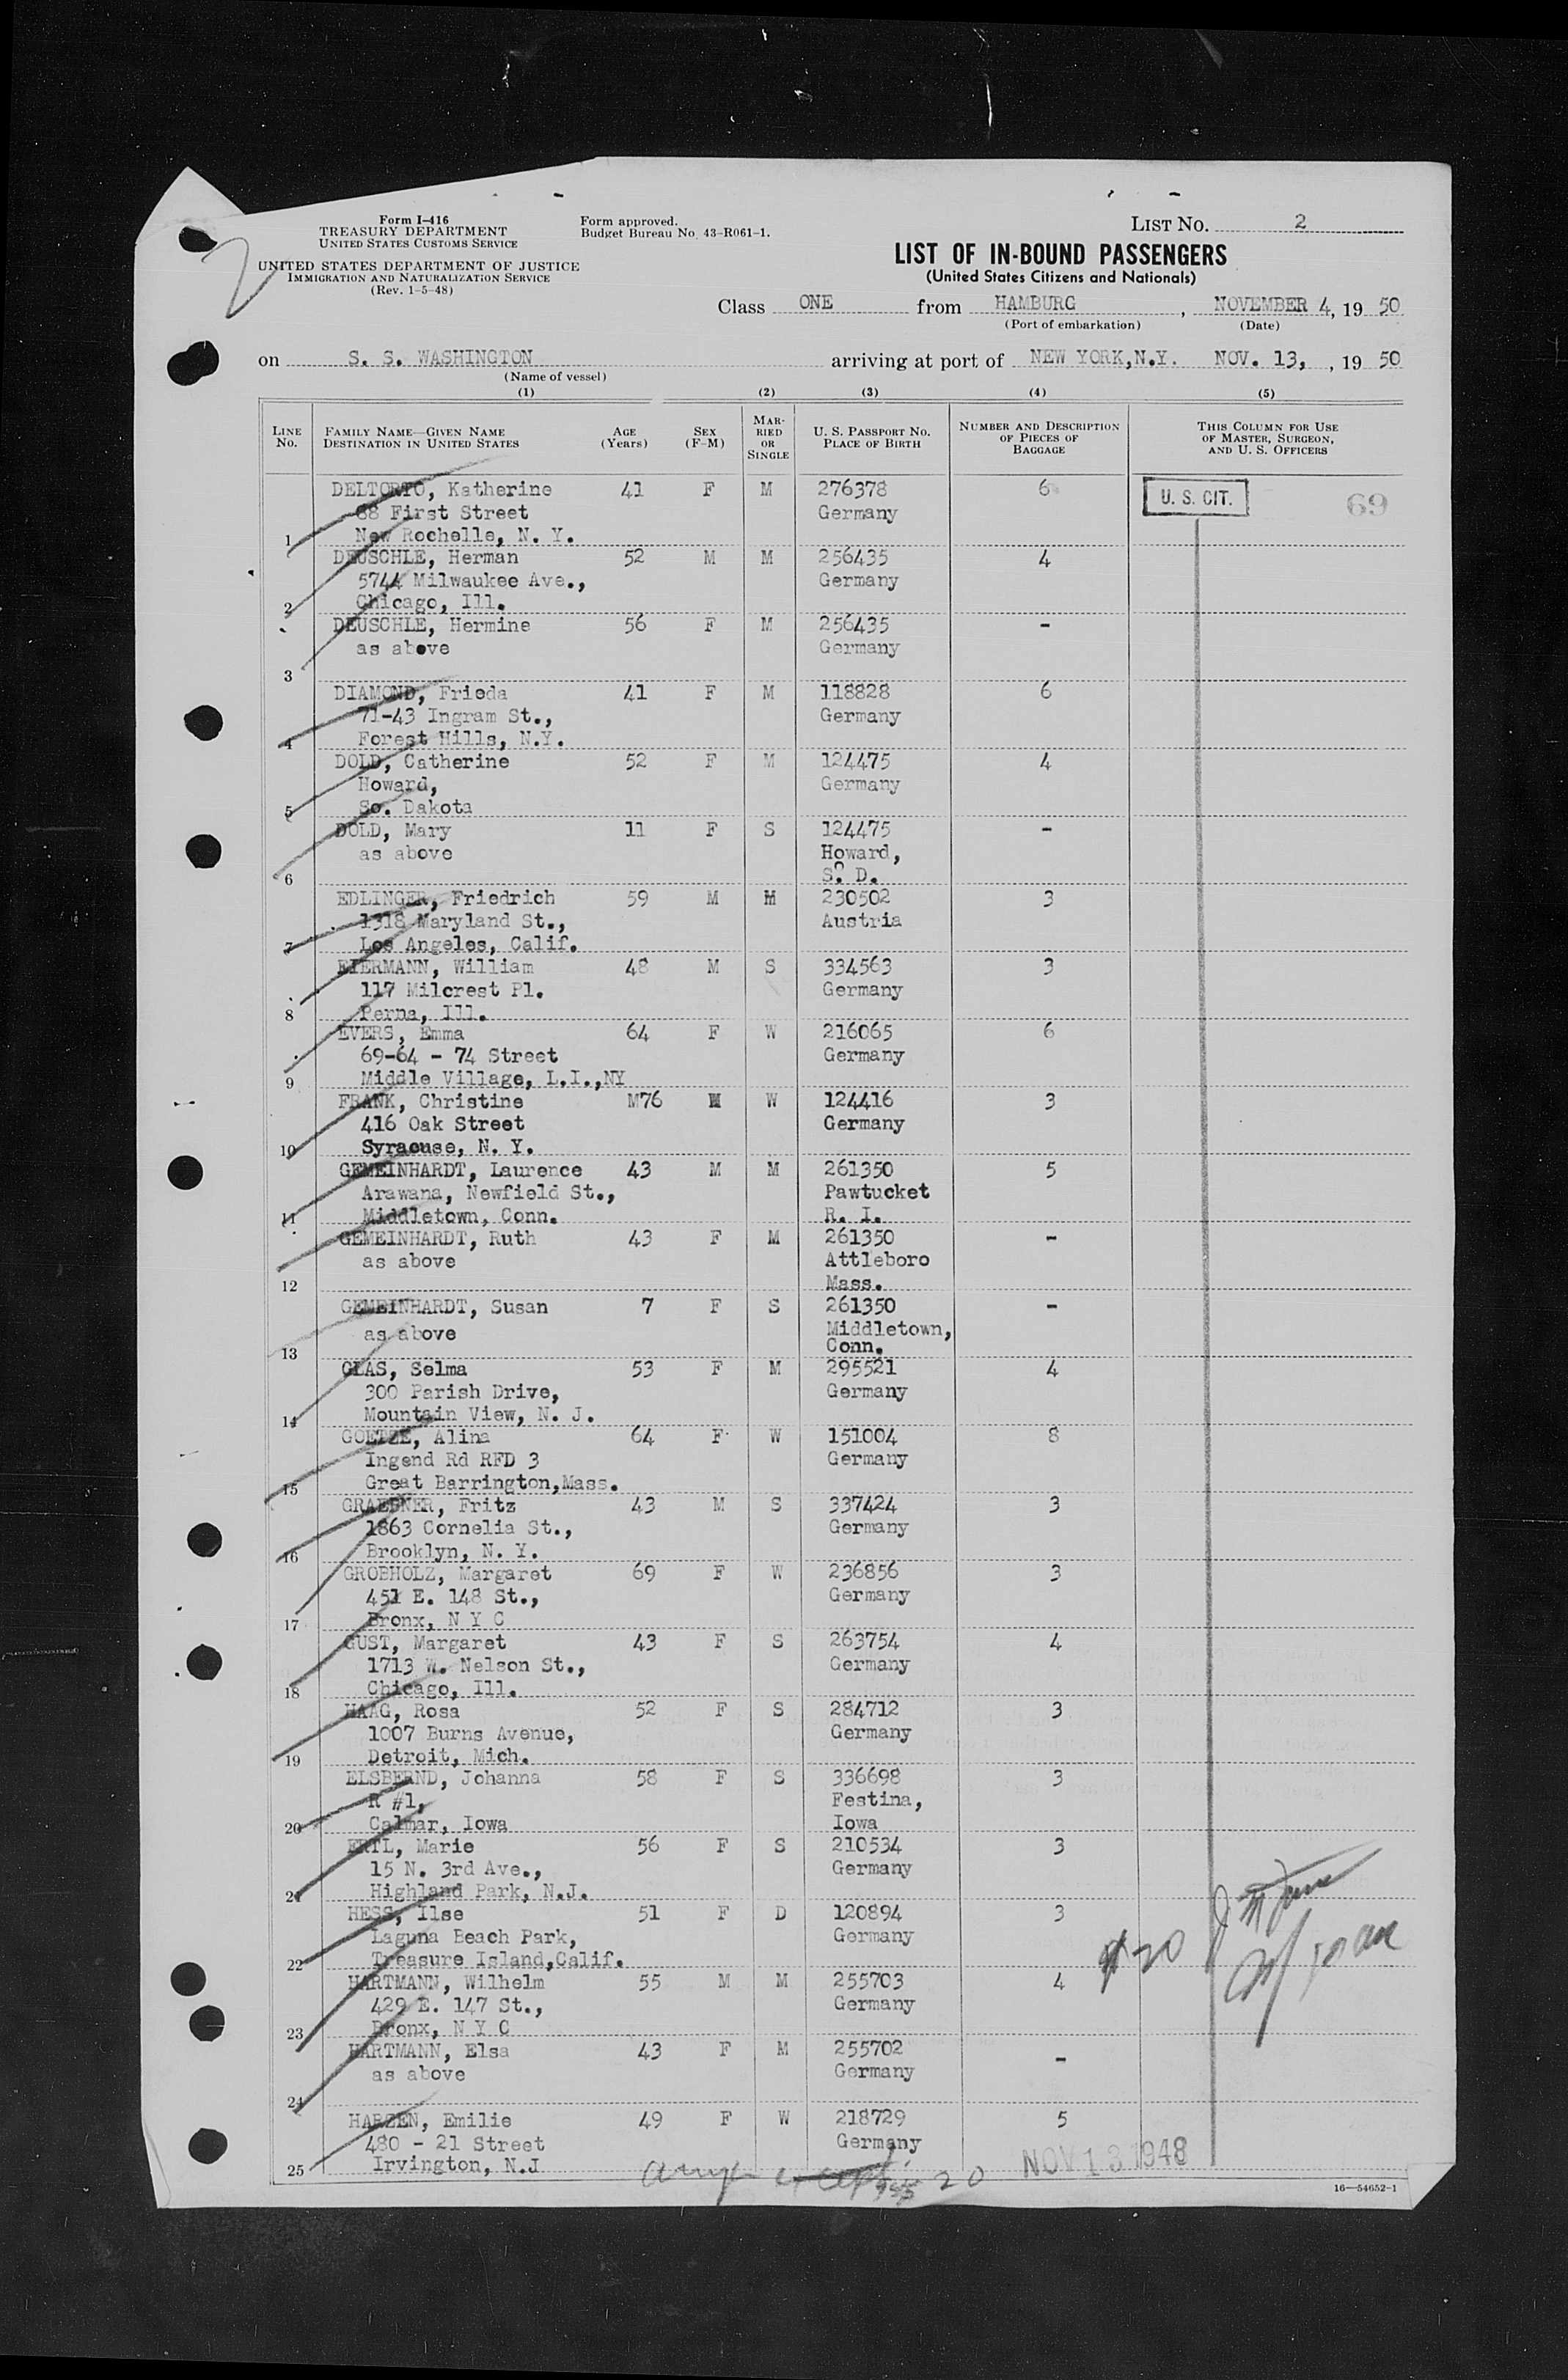 Form I-416
TREASURY DEPARTMENT
UNITED STATES CUSTOMS SERVICE
UNITED STATES DEPARTMENT OF JUSTICE
IMMIGRATION AND NATURALIZATION SERVICE
(Rev. 1-5-48)
Form approved.
Budget Bureau No. 43-R061-1.
LIST No. 2
LIST OF IN-BOUND PASSENGERS
(United States Citizens and Nationals)
Class ONE from HAMBURG, NOVEMBER 4, 19 50
(Port of embarkation) (Date)
on S. S. WASHINGTON arriving at port of NEW YORK,N.Y. NOV. 13, , 19 50
(Name of vessel)
(1) (2) (3) (4) (5)
LINE No. FAMILY NAME—GIVEN NAME DESTINATION IN UNITED STATES AGE (Years) SEX (F-M) MARRIED OR SINGLE U. S. PASSPORT No. PLACE OF BIRTH NUMBER AND DESCRIPTION OF PIECES OF BAGGAGE THIS COLUMN FOR USE OF MASTER, SURGEON, AND U. S. OFFICERS
DELTORTO, Katherine 41 F M 276378 6 U. S. CIT. 69
88 First Street Germany
1 New Rochelle, N. Y.
DEUSCHLE, Herman 52 M M 256435 4
5744 Milwaukee Ave., Germany
2 Chicago, Ill.
DEUSCHLE, Hermine 56 F M 256435 -
as above Germany
3
DIAMOND, Frieda 41 F M 118828 6
71-43 Ingram St., Germany
4 Forest Hills, N.Y.
DOLD, Catherine 52 F M 124475 4
Howard, Germany
5 So. Dakota
DOLD, Mary 11 F S 124475 -
as above Howard,
6 So. D.
EDLINGER, Friedrich 59 M M 230502 3
1318 Maryland St., Austria
7 Los Angeles, Calif.
EIERMANN, William 48 M S 334563 3
117 Milcrest Pl. Germany
8 Perna, Ill.
EVERS, Emma 64 F W 216065 6
69-64 - 74 Street Germany
9 Middle Village, L.I.,NY
FRANK, Christine M76 W 124416 3
416 Oak Street Germany
10 Syracuse, N. Y.
GEMEINHARDT, Laurence 43 M M 261350 5
Arawana, Newfield St., Pawtucket
11 Middletown, Conn. R. I.
GEMEINHARDT, Ruth 43 F M 261350 -
as above Attleboro
12 Mass.
GEMEINHARDT, Susan 7 F S 261350 -
as above Middletown,
13 Conn.
GLAS, Selma 53 F M 295521 4
300 Parish Drive, Germany
14 Mountain View, N. J.
GOETZE, Alina 64 F W 151004 8
Ingend Rd RFD 3 Germany
15 Great Barrington,Mass.
GRAEBNER, Fritz 43 M S 337424 3
1863 Cornelia St., Germany
16 Brooklyn, N. Y.
GROBHOLZ, Margaret 69 F W 236856 3
451 E. 148 St., Germany
17 Bronx, N Y C
GUST, Margaret 43 F S 263754 4
1713 W. Nelson St., Germany
18 Chicago, Ill.
HAAG, Rosa 52 F S 284712 3
1007 Burns Avenue, Germany
19 Detroit, Mich.
ELSBERND, Johanna 58 F S 336698 3
R #1, Festina,
20 Calmar, Iowa Iowa
ERTL, Marie 56 F S 210534 3
15 N. 3rd Ave., Germany
21 Highland Park, N.J.
HESS, Ilse 51 F D 120894 3
Laguna Beach Park, Germany
22 Treasure Island,Calif.
HARTMANN, Wilhelm 55 M M 255703 4
429 E. 147 St., Germany
23 Bronx, N Y C
HARTMANN, Elsa 43 F M 255702 -
as above Germany
24
HARZEN, Emilie 49 F W 218729 5
480 - 21 Street Germany
25 Irvington, N.J
20 NOV 13 1948
16—54652-1